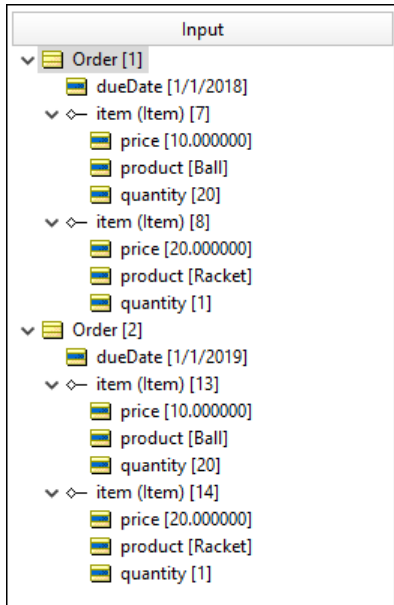 Input
Order [1]
dueDate [1/1/2018]
item (Item) [7]
price [10.000000]
product [Ball]
quantity [20]
item (Item) [8]
price [20.000000]
product [Racket]
quantity [1]
Order [2]
dueDate [1/1/2019]
item (Item) [13]
price [10.000000]
product [Ball]
quantity [20]
item (Item) [14]
price [20.000000]
product [Racket]
quantity [1]